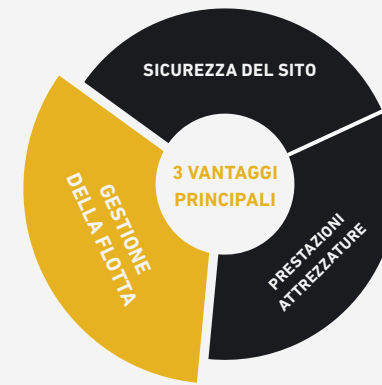 SICUREZZA DEL SITO
3 VANTAGGI
PRINCIPALI
GESTIONE
DELLA FLOTTA
PRESTAZIONI
ATTREZZATURE